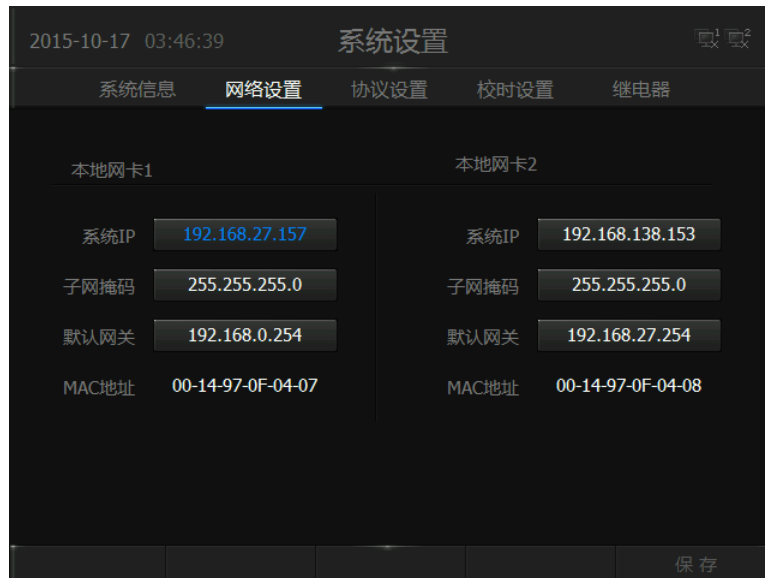 2015-10-17 03:46:39 系统设置 1 2
系统信息 网络设置 协议设置 校时设置 继电器
本地网卡1 本地网卡2
系统IP 192.168.27.157 系统IP 192.168.138.153
子网掩码 255.255.255.0 子网掩码 255.255.255.0
默认网关 192.168.0.254 默认网关 192.168.27.254
MAC地址 00-14-97-0F-04-07 MAC地址 00-14-97-0F-04-08
保存